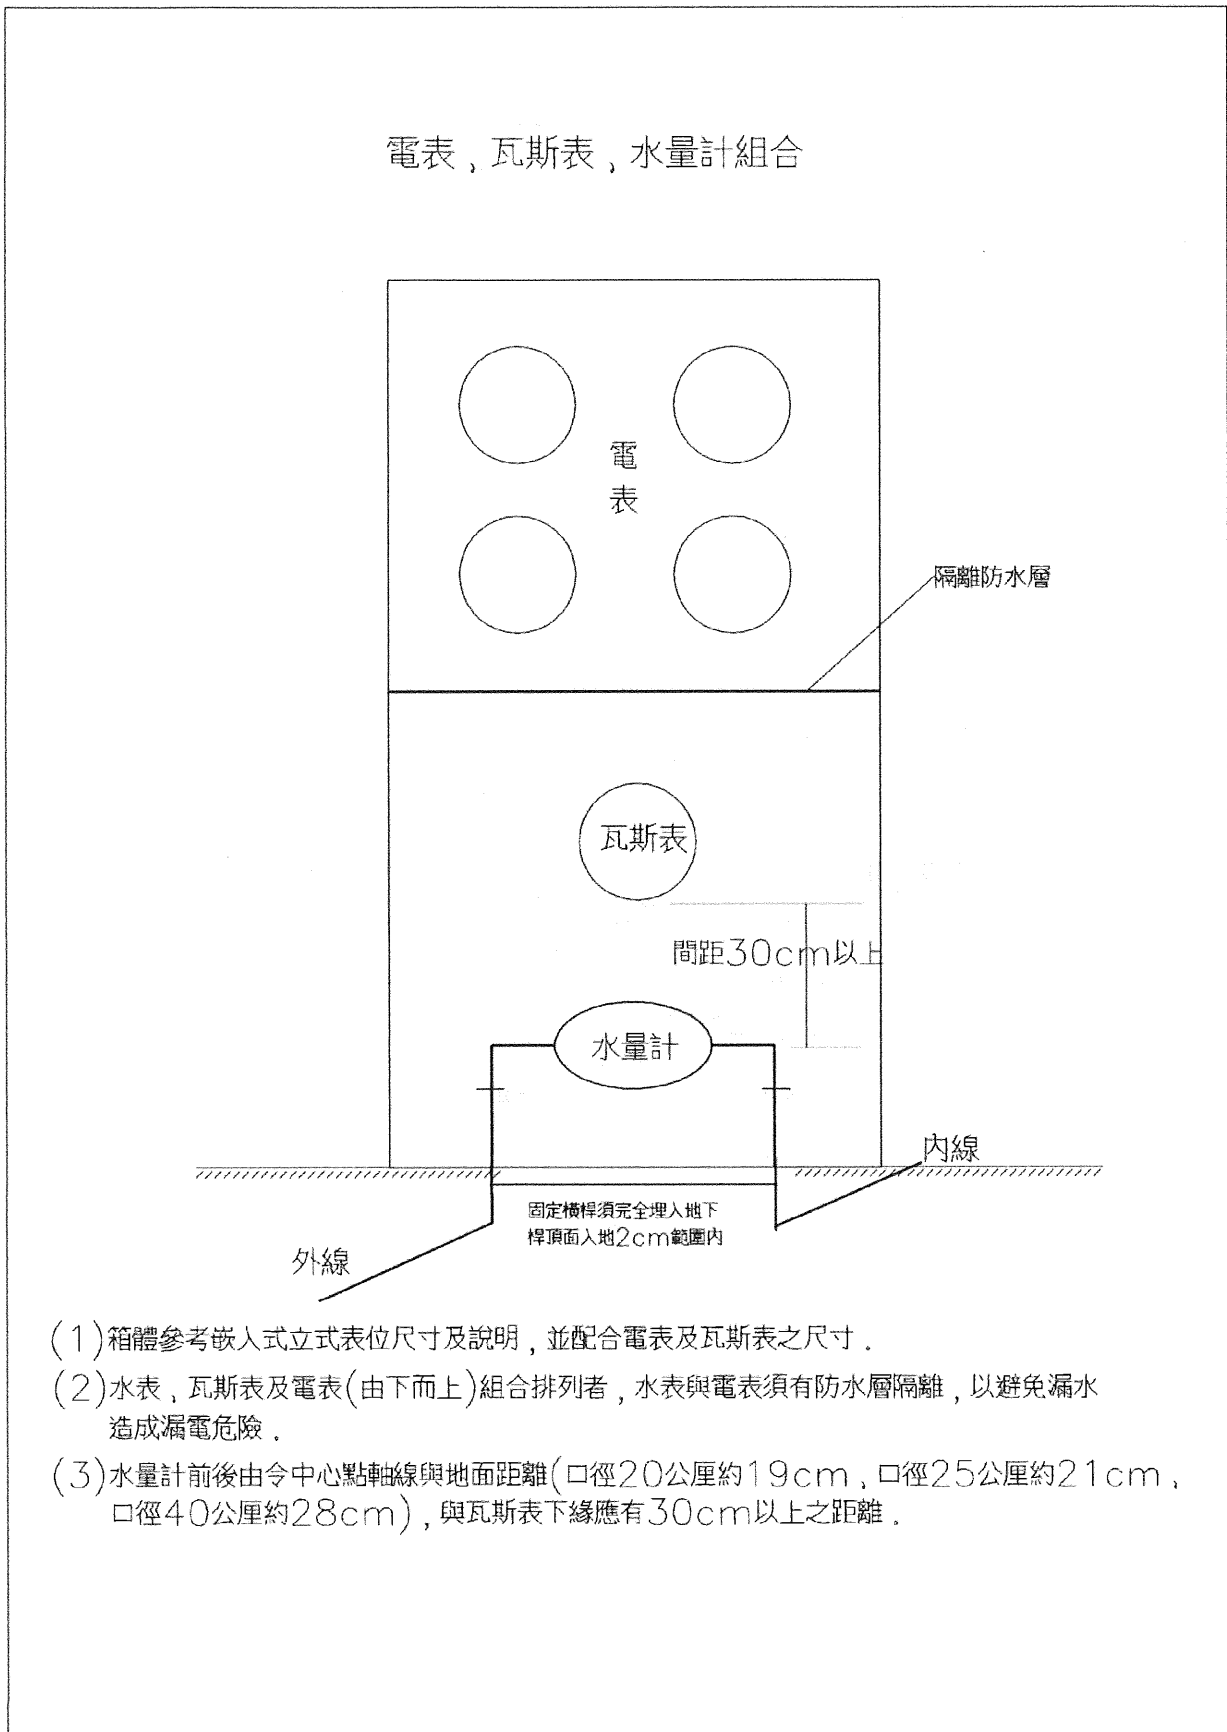 電表﹐瓦斯表﹐水量計組合
電
表
隔離防水層
瓦斯表
間距30cm以上
水量計
內線
固定橫桿須完全埋入地下
桿頂面入地2cm範圍內
外線
(1)箱體參考嵌入式立式表位尺寸及說明﹐並配合電表及瓦斯表之尺寸﹒
(2)水表﹑瓦斯表及電表(由下而上)組合排列者﹐水表與電表須有防水層隔離﹐以避免漏水
造成漏電危險﹒
(3)水量計前後由令中心點軸線與地面距離(口徑20公厘約19cm﹑口徑25公厘約21cm﹑
口徑40公厘約28cm)﹐與瓦斯表下緣應有30cm以上之距離﹒